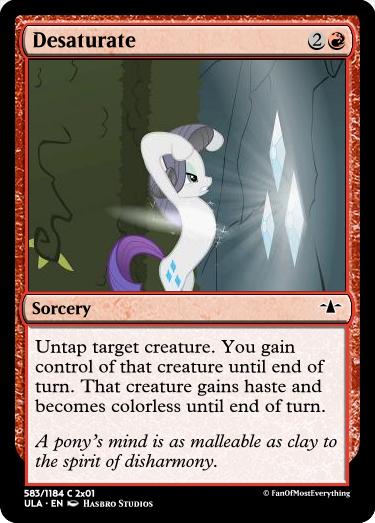 Desaturate 2
Sorcery
Untap target creature. You gain
control of that creature until end of
turn. That creature gains haste and
becomes colorless until end of turn.
A pony's mind is as malleable as clay to
the spirit of disharmony.
583/1184 C 2x01
ULA • EN Hasbro Studios
© FanOfMostEverything